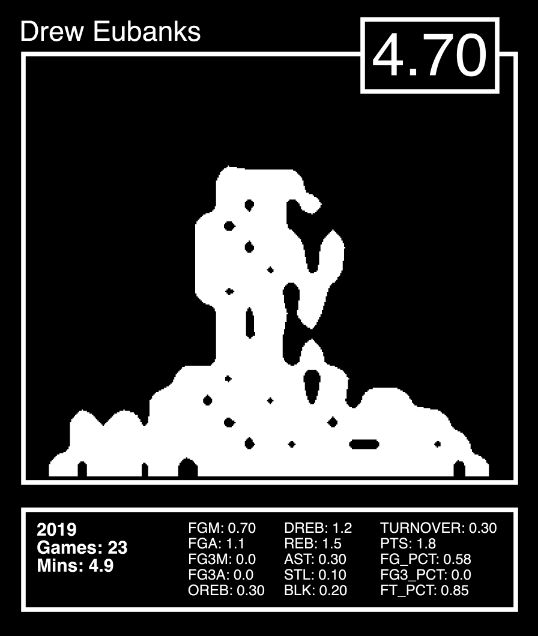 Drew Eubanks
4.70
2019
Games: 23
Mins: 4.9
FGM: 0.70
FGA: 1.1
FG3M: 0.0
FG3A: 0.0
OREB: 0.30
DREB: 1.2
REB: 1.5
AST: 0.30
STL: 0.10
BLK: 0.20
TURNOVER: 0.30
PTS: 1.8
FG_PCT: 0.58
FG3_PCT: 0.0
FT_PCT: 0.85